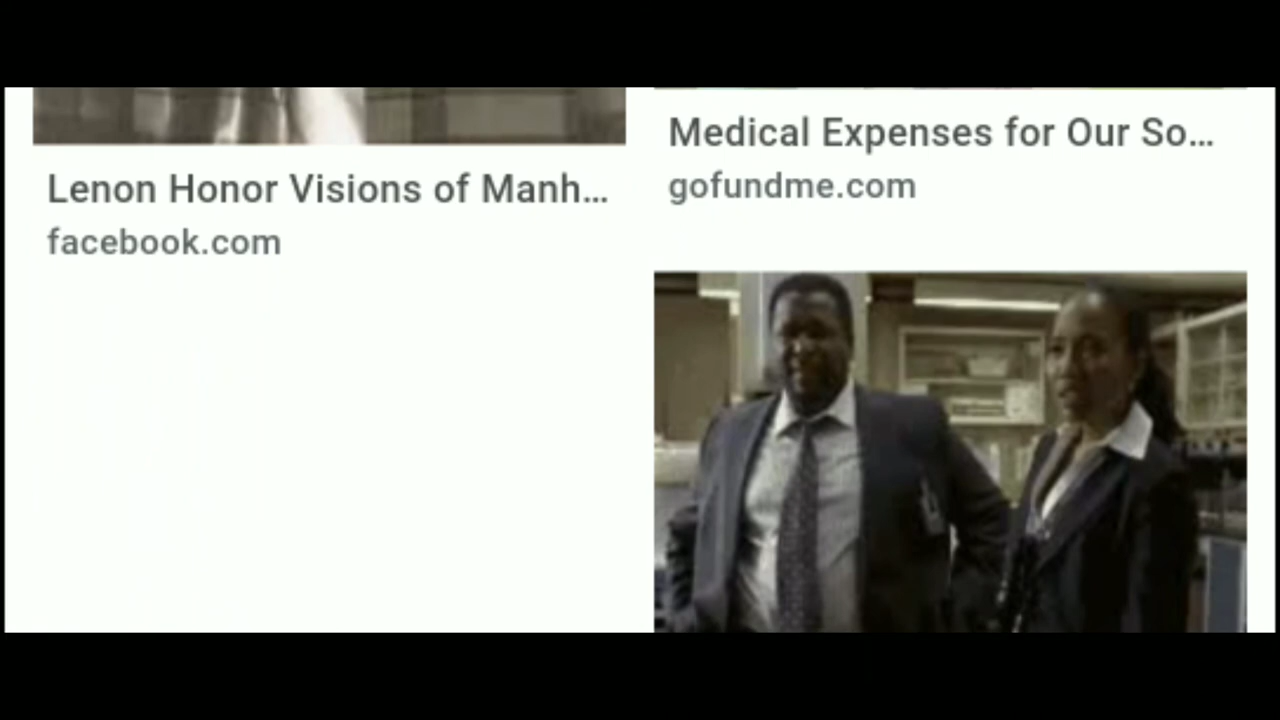 Lenon Honor Visions of Manh...
facebook.com
Medical Expenses for Our So...
gofundme.com